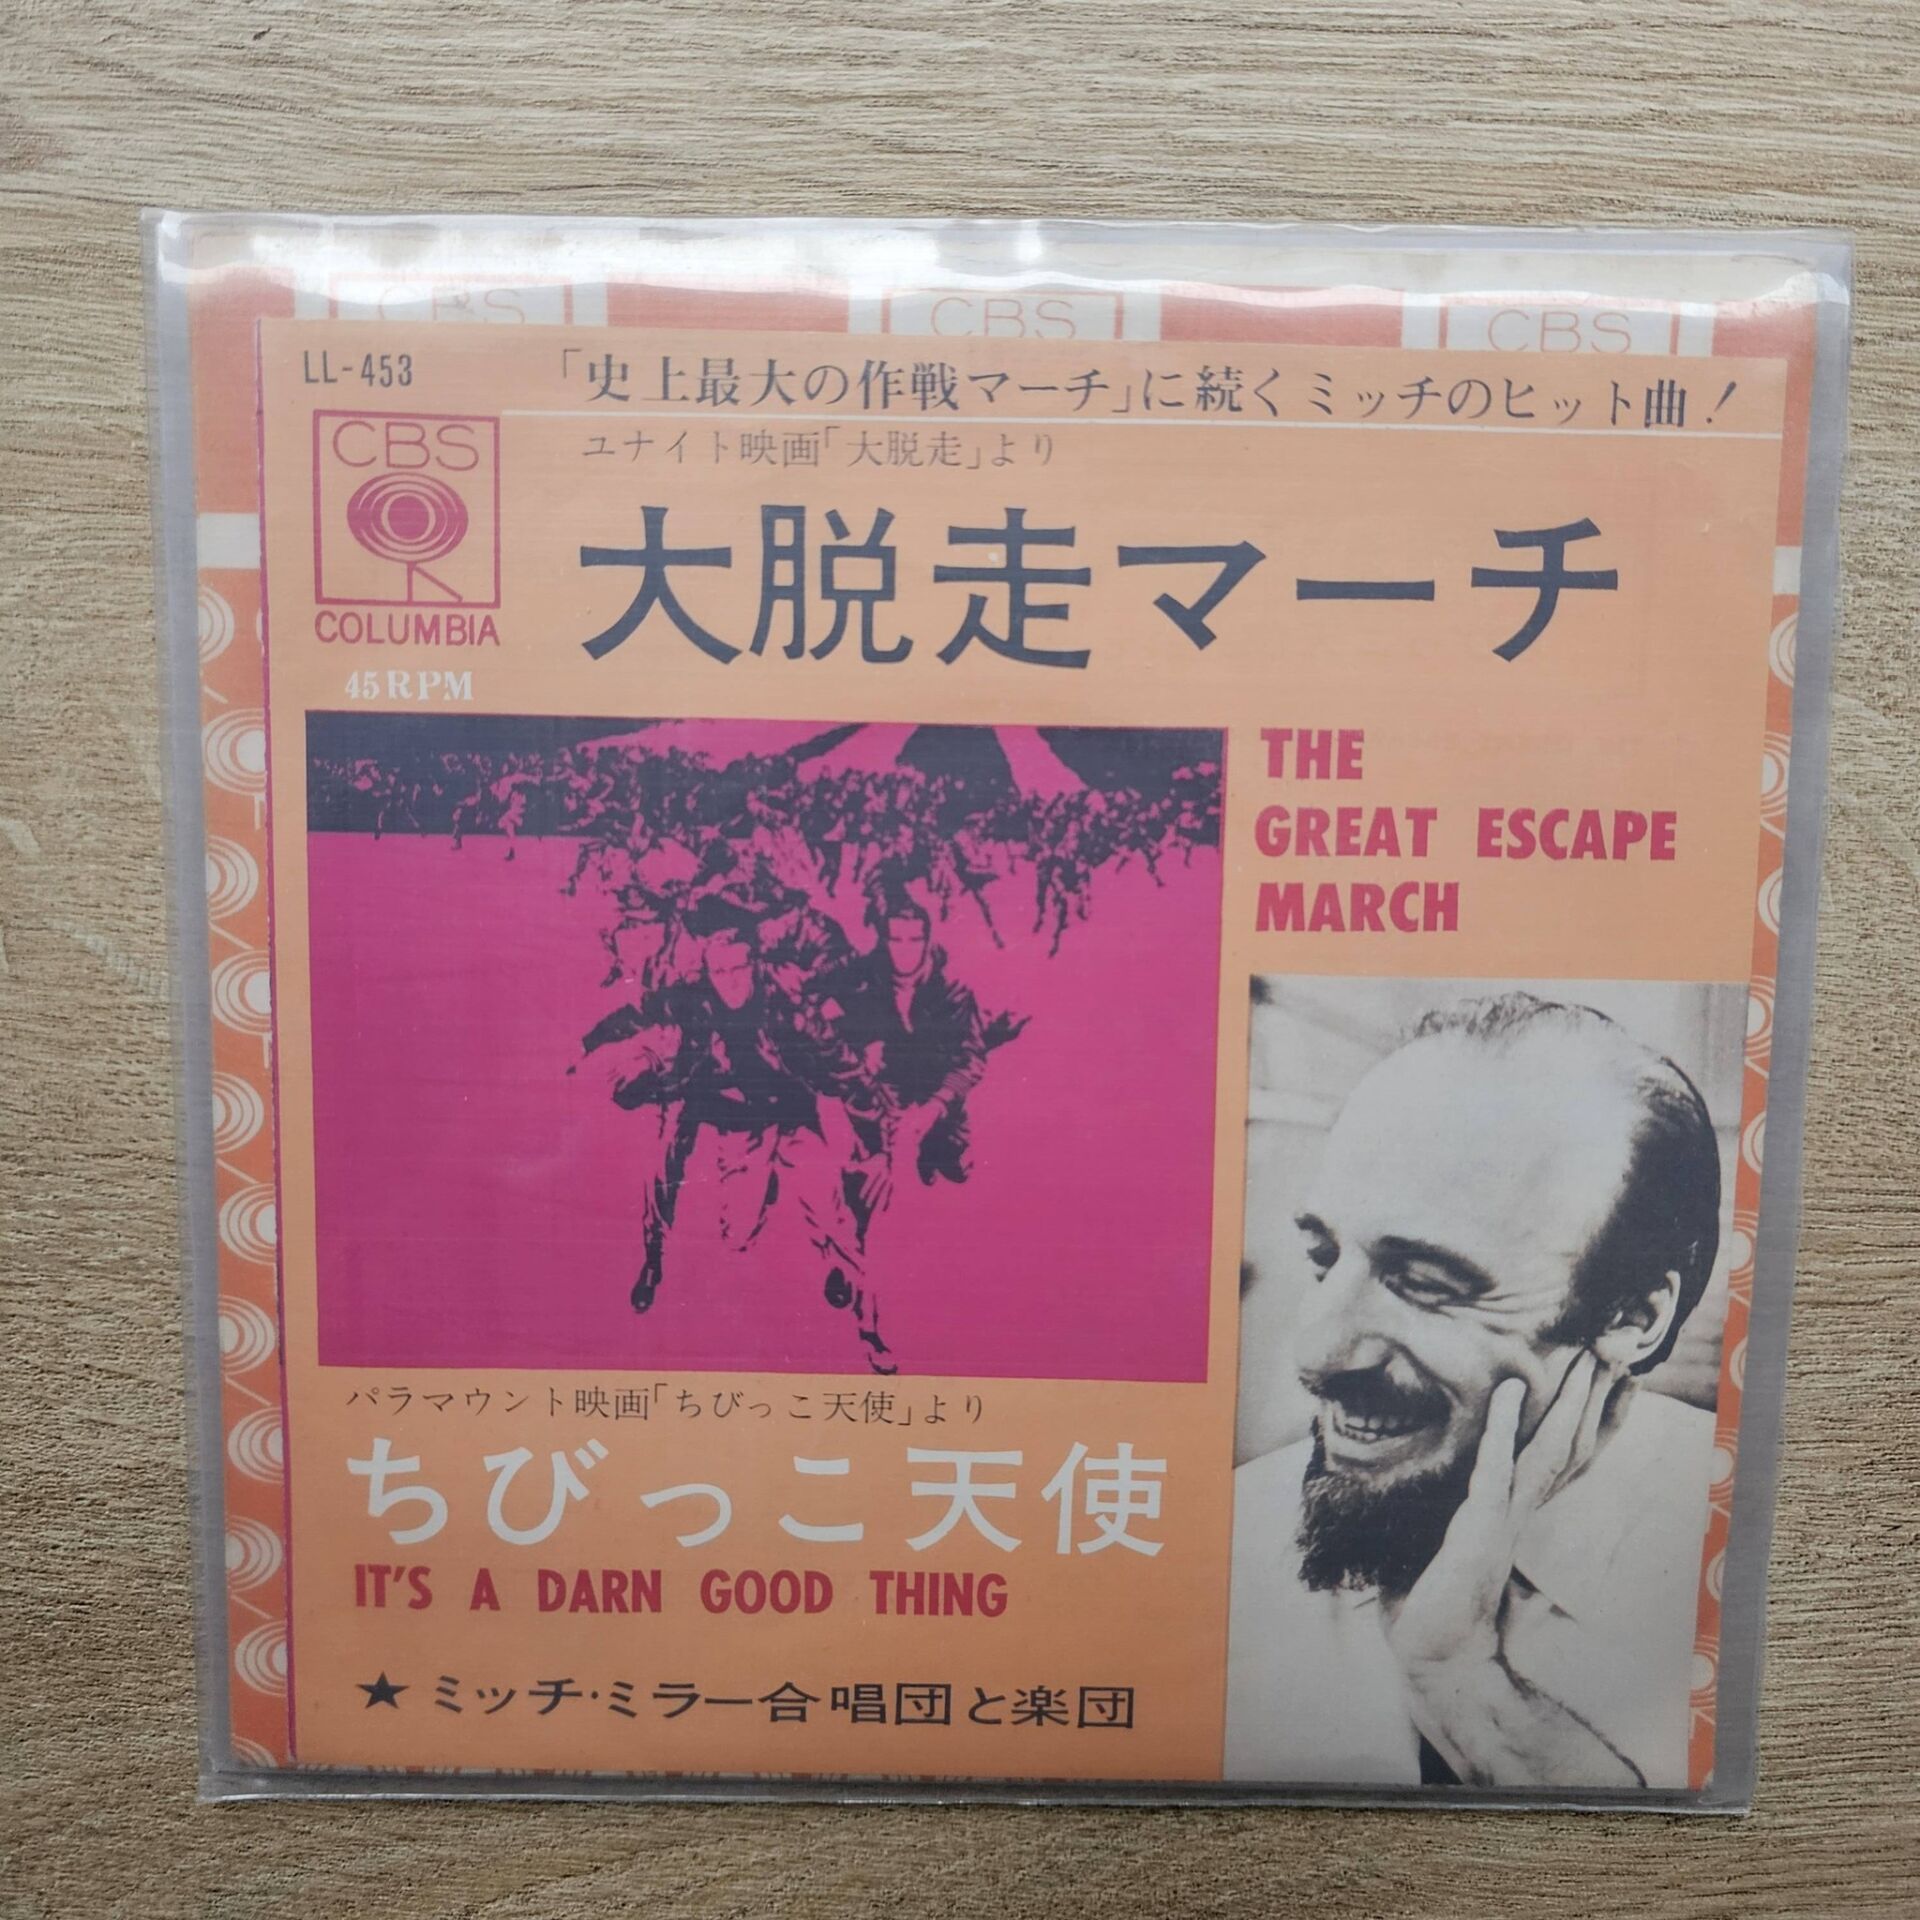 CBS CBS CBS
LL-453
「史上最大の作戦マーチ」に続くミッチのヒット曲！
CBS
COLUMBIA
45RPM
ユナイト映画「大脱走」より
大脱走マーチ
THE
GREAT ESCAPE
MARCH
パラマウント映画「ちびっこ天使」より
ちびっこ天使
IT'S A DARN GOOD THING
★ミッチ・ミラー合唱団と楽団